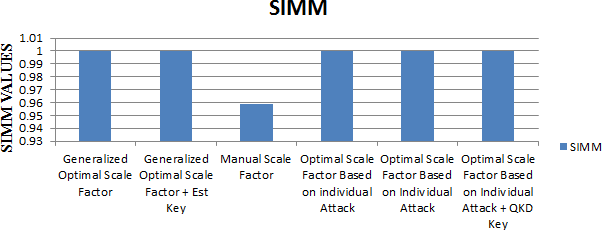 SIMM
SIMM VALUES
1.01
1
0.99
0.98
0.97
0.96
0.95
0.94
0.93
Generalized
Optimal Scale
Factor
Generalized
Optimal Scale
Factor + Est
Key
Manual Scale
Factor
Optimal Scale
Factor Based
on individual
Attack
Optimal Scale
Factor Based
on Individual
Attack
Optimal Scale
Factor Based
on Individual
Attack + QKD
Key
SIMM